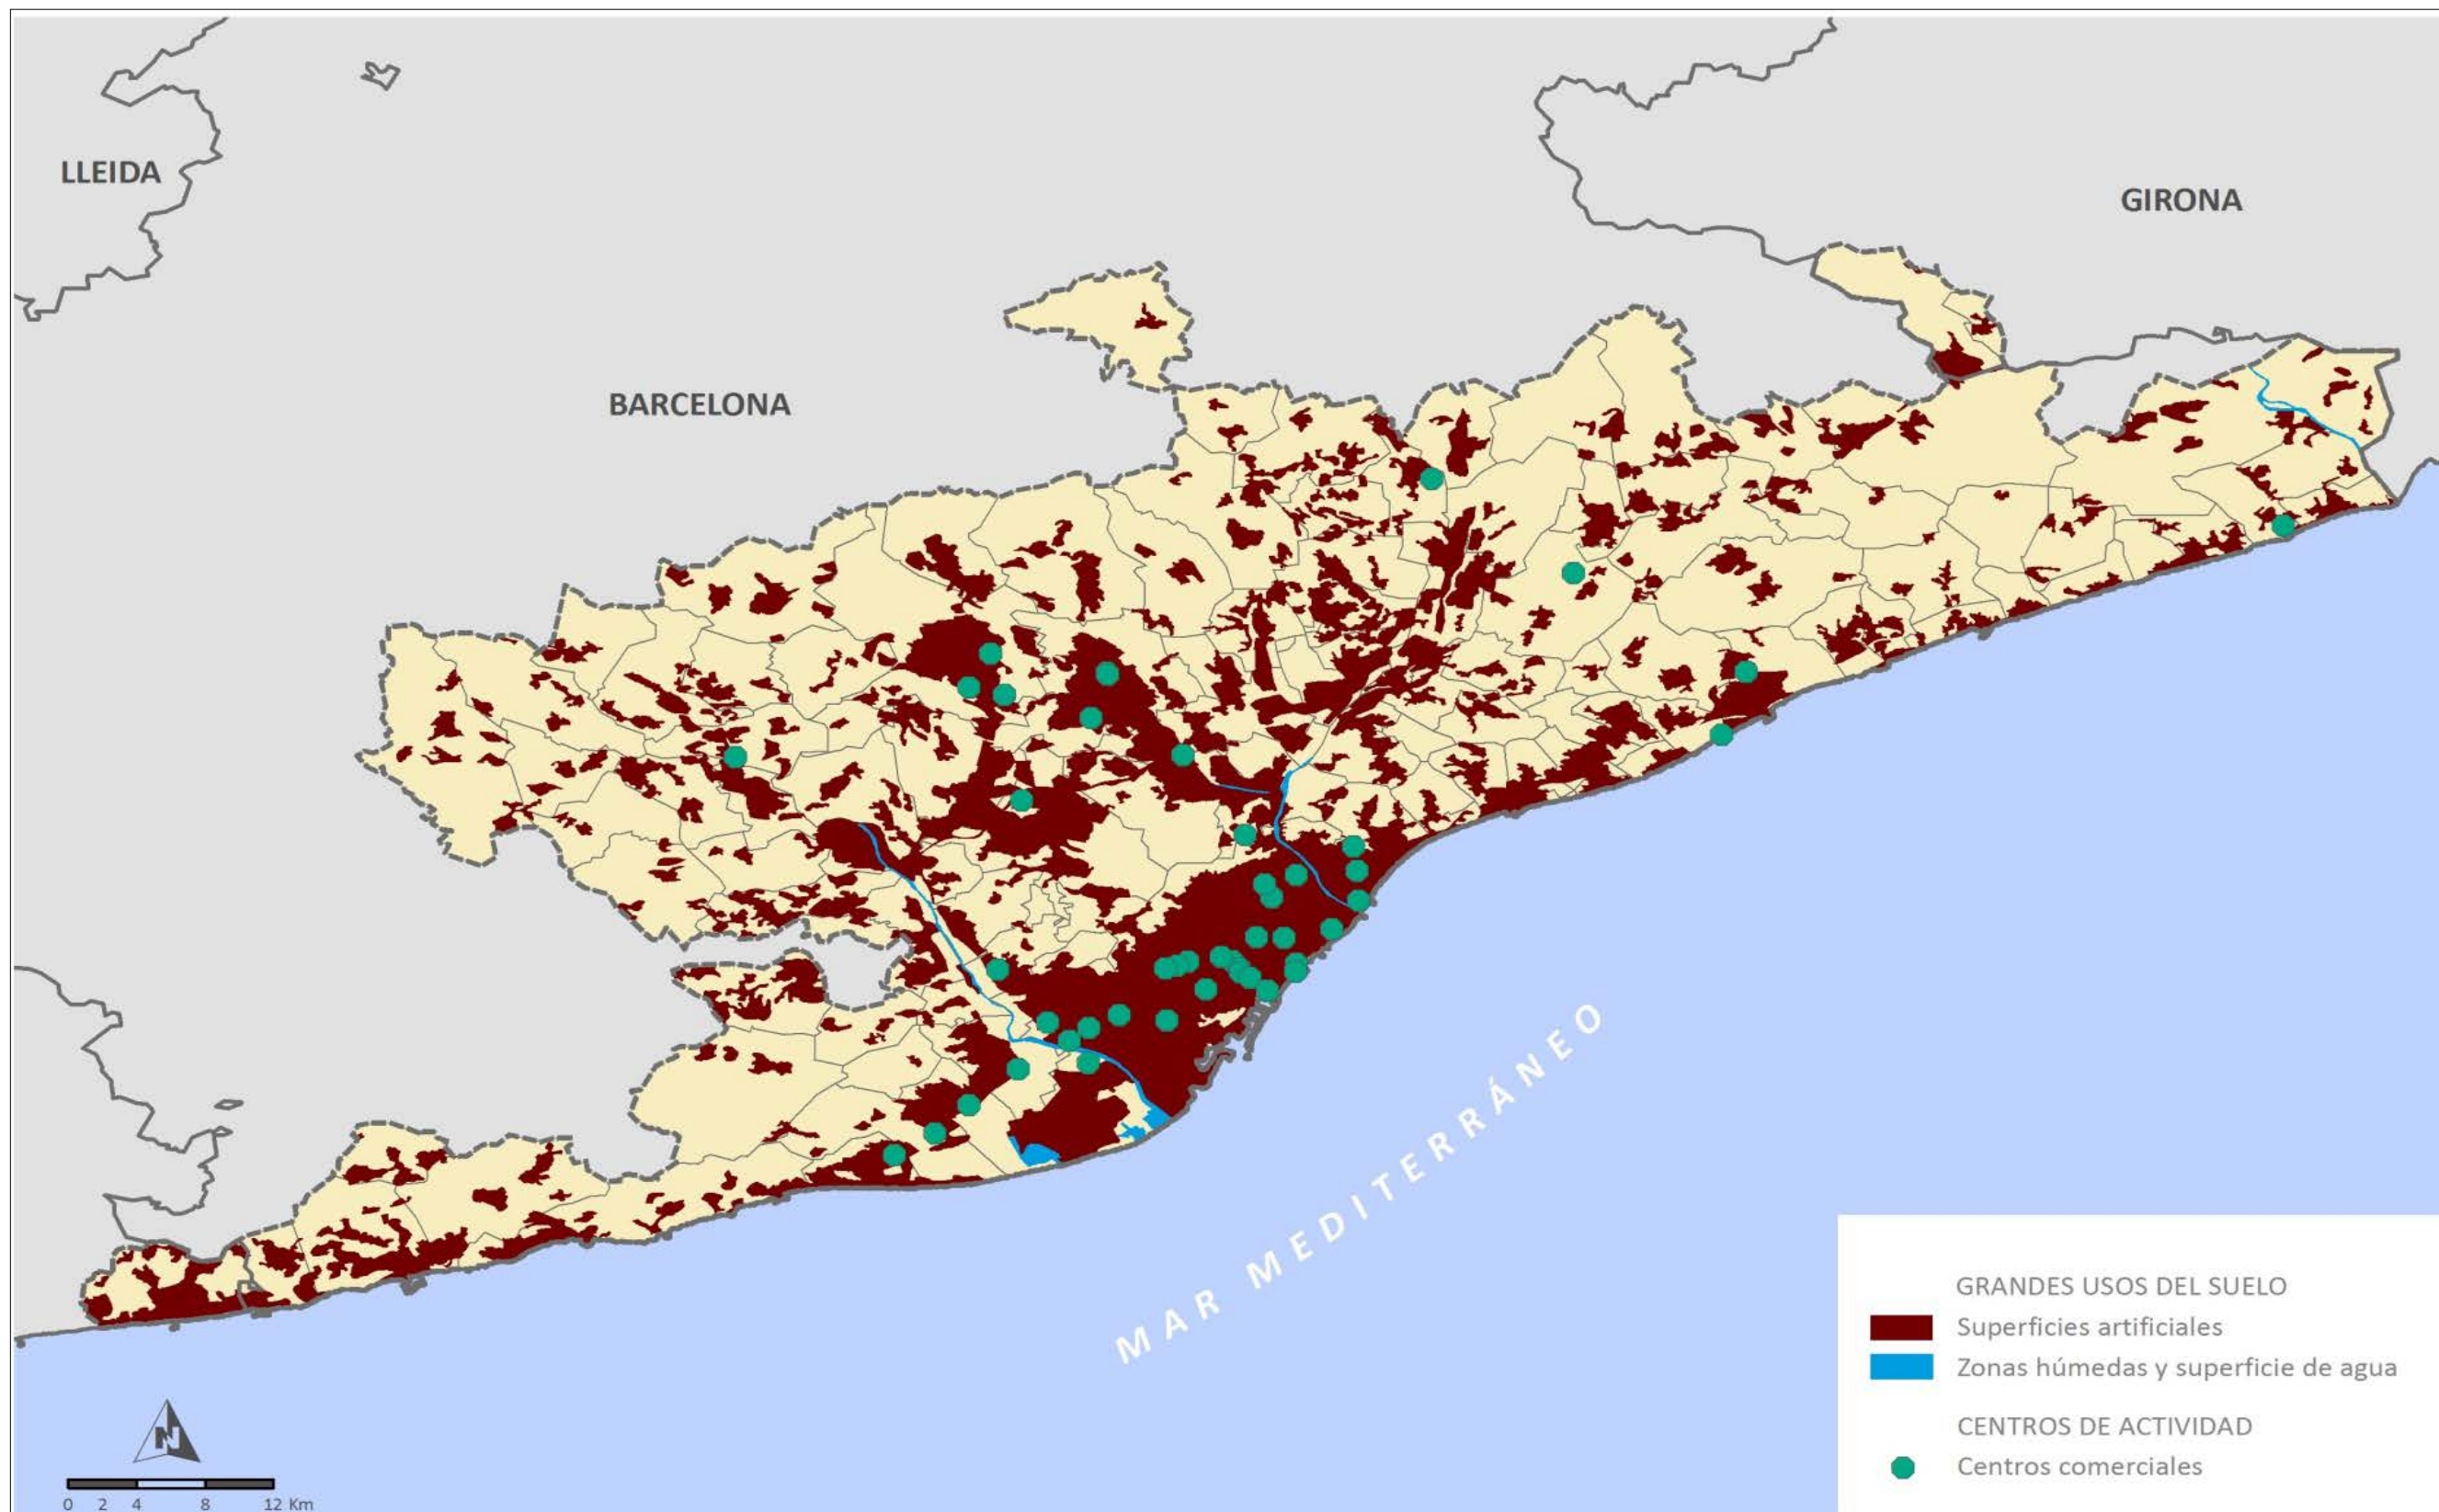 LLEIDA
GIRONA
BARCELONA
MAR MEDITERRÁNEO
GRANDES USOS DEL SUELO
Superficies artificiales
Zonas húmedas y superficie de agua
CENTROS DE ACTIVIDAD
Centros comerciales
N
0 2 4 8 12 Km